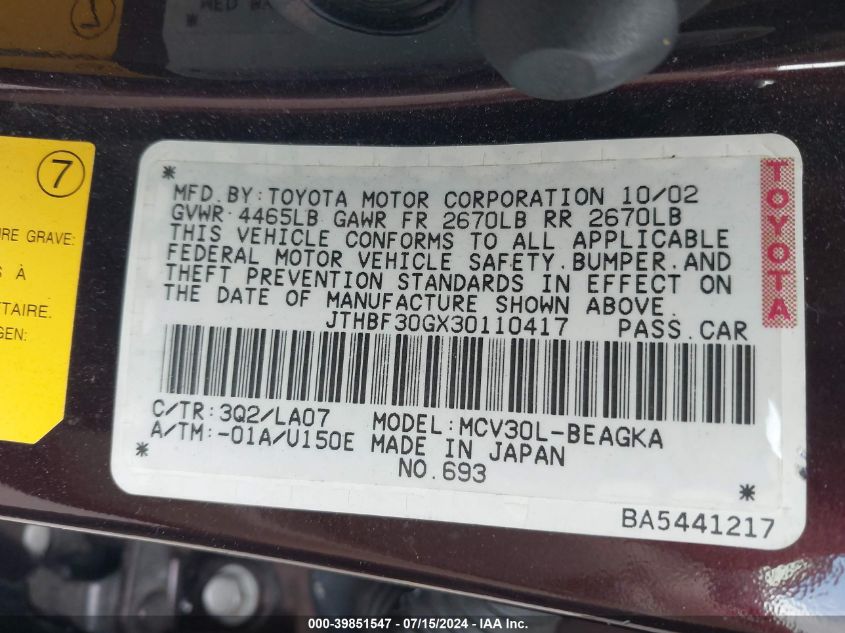 7
WED
7
URE GRAVE:
S À
ÉTAIRE.
GEN:
* MFD.BY:TOYOTA MOTOR CORPORATION 10/02
GVWR 4465LB GAWR FR 2670LB RR 2670LB
THIS VEHICLE CONFORMS TO ALL APPLICABLE
FEDERAL MOTOR VEHICLE SAFETY.BUMPER.AND
THEFT PREVENTION STANDARDS IN EFFECT ON
THE DATE OF MANUFACTURE SHOWN ABOVE.
TOYOTA
JTHBF30GX30110417 PASS.CAR
C/TR:3Q2/LA07 MODEL:MCV30L-BEAGKA
A/TM:-01A/U150E MADE IN JAPAN
* NO.693 *
BA5441217
000-39851547 - 07/15/2024 - IAA Inc.